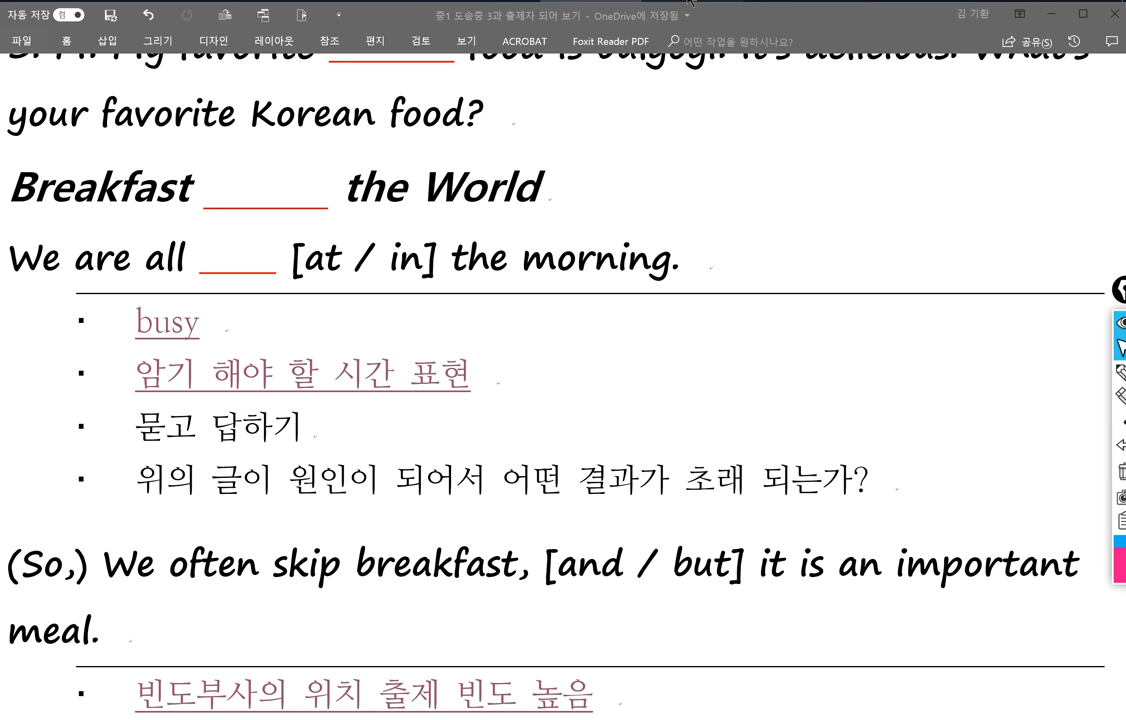 자동 저장 켬 중1 도송중 3과 출제자 되어 보기 - OneDrive에 저장됨 김 기환
파일 홈 삽입 그리기 디자인 레이아웃 참조 편지 검토 보기 ACROBAT Foxit Reader PDF 어떤 작업을 원하시나요? 공유(S)
food is bulgogi. It's delicious. What's
your favorite Korean food?
Breakfast ______ the World
We are all ____ [at / in] the morning.
▪ busy
▪ 암기 해야 할 시간 표현
▪ 묻고 답하기
▪ 위의 글이 원인이 되어서 어떤 결과가 초래 되는가?
(So,) We often skip breakfast, [and / but] it is an important
meal.
▪ 빈도부사의 위치 출제 빈도 높음